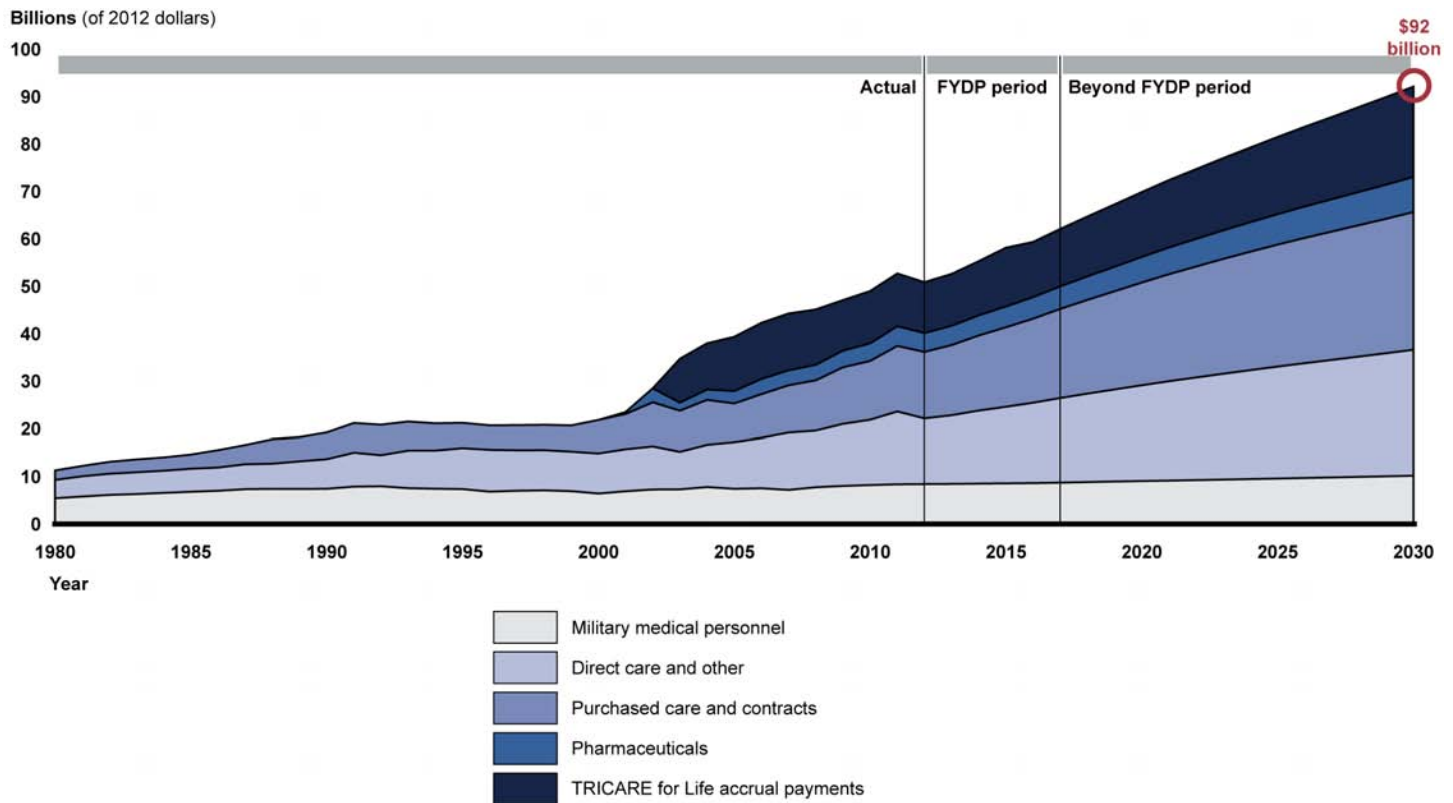 Billions (of 2012 dollars)
100
$92
billion
Actual
FYDP period
Beyond FYDP period
90
80
70
60
50
40
30
20
10
0
1980
1985
1990
1995
2000
2005
2010
2015
2020
2025
2030
Year
Military medical personnel
Direct care and other
Purchased care and contracts
Pharmaceuticals
TRICARE for Life accrual payments